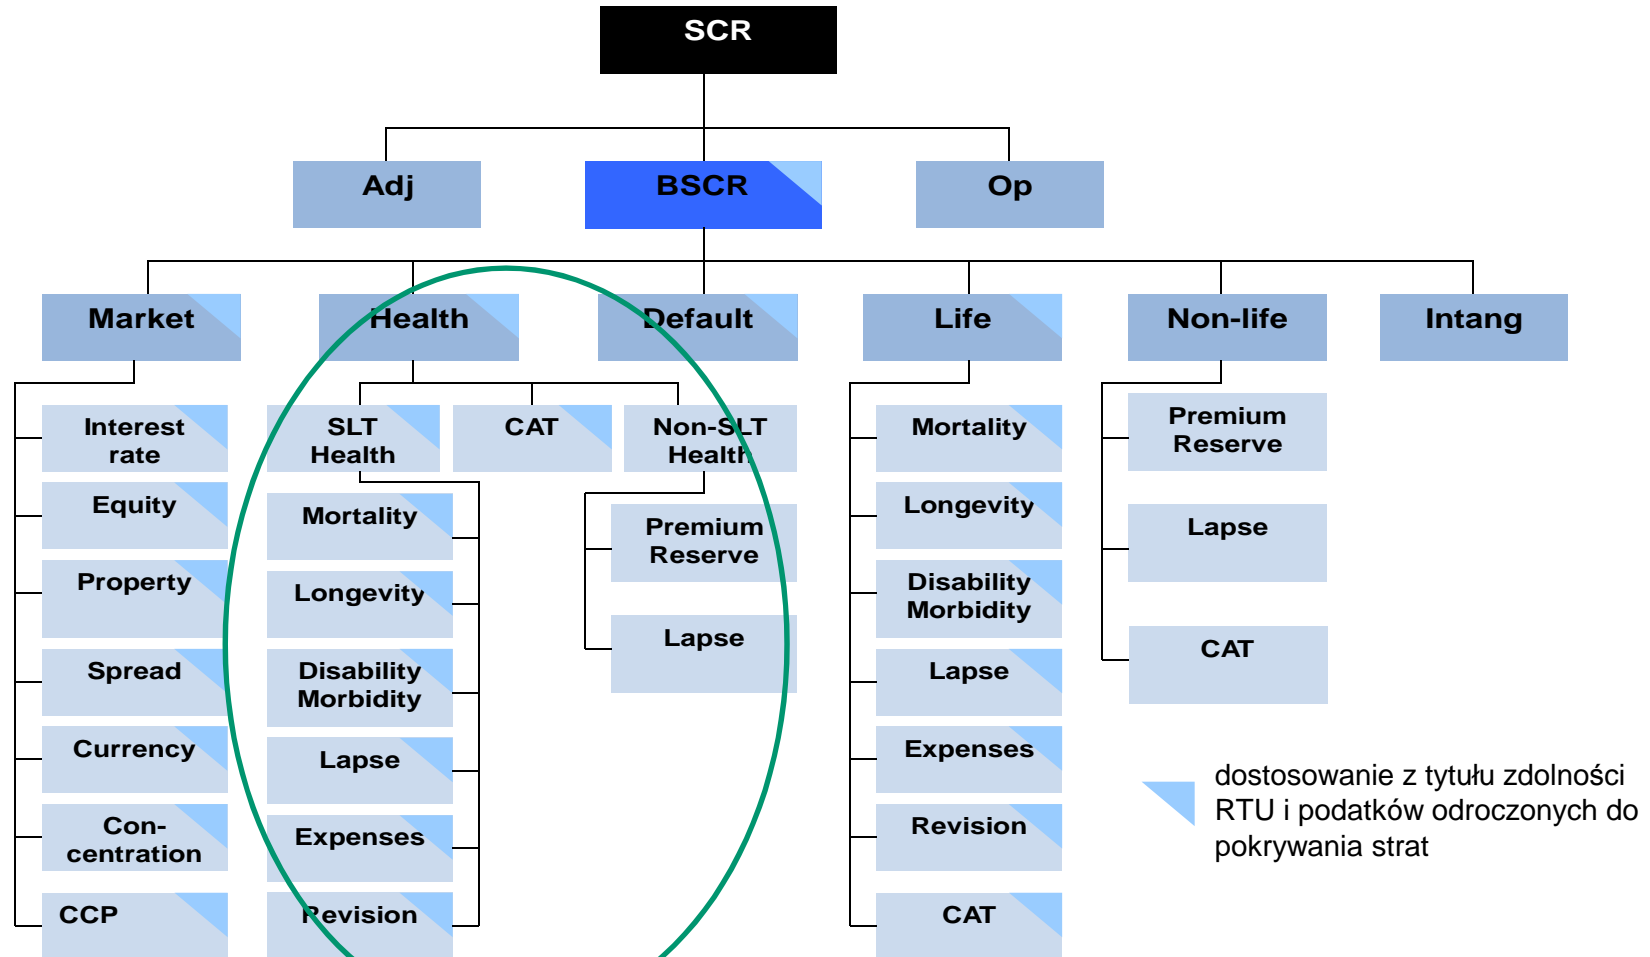 SCR
Adj
BSCR
Op
Market
Health
Default
Life
Non-life
Intang
Interest
rate
Equity
Property
Spread
Currency
Con-
centration
CCP
SLT
Health
Mortality
Longevity
Disability
Morbidity
Lapse
Expenses
Revision
CAT
Non-SLT
Health
Premium
Reserve
Lapse
Mortality
Longevity
Disability
Morbidity
Lapse
Expenses
Revision
CAT
Premium
Reserve
Lapse
CAT
dostosowanie z tytułu zdolności
RTU i podatków odroczonych do
pokrywania strat